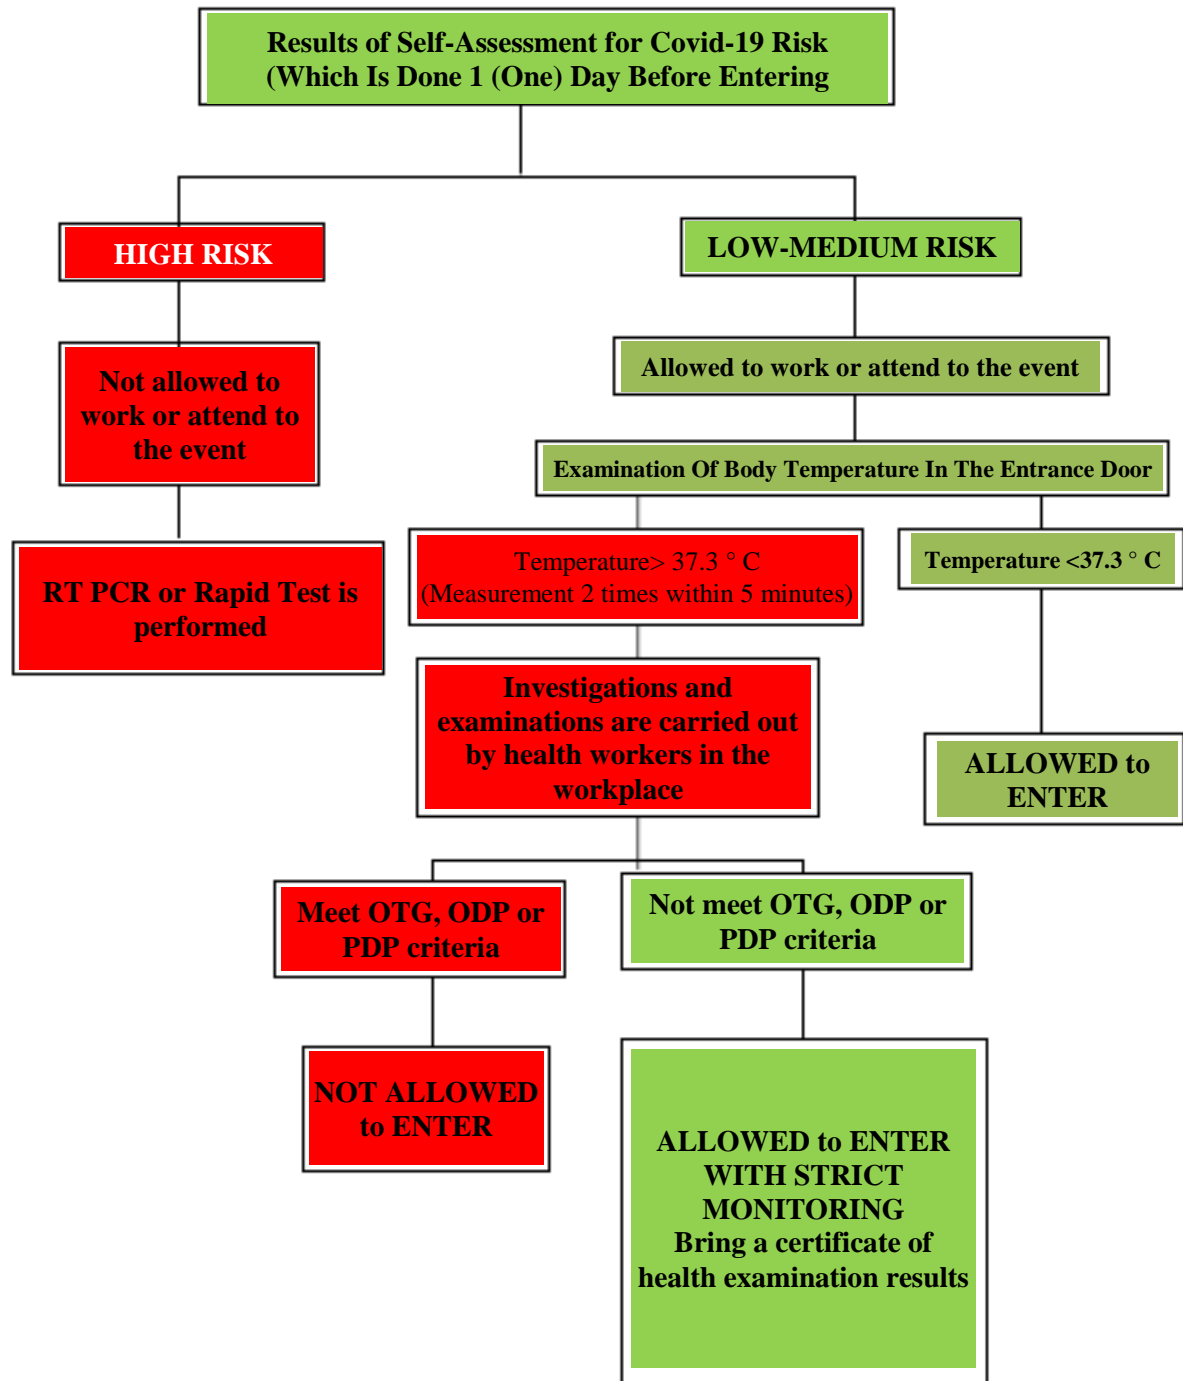 Results of Self-Assessment for Covid-19 Risk
(Which Is Done 1 (One) Day Before Entering
HIGH RISK
LOW-MEDIUM RISK
Not allowed to
work or attend to
the event
Allowed to work or attend to the event
Examination Of Body Temperature In The Entrance Door
RT PCR or Rapid Test is
performed
Temperature> 37.3 ° C
(Measurement 2 times within 5 minutes)
Temperature <37.3 ° C
Investigations and
examinations are carried out
by health workers in the
workplace
ALLOWED to
ENTER
Meet OTG, ODP or
PDP criteria
Not meet OTG, ODP or
PDP criteria
NOT ALLOWED
to ENTER
ALLOWED to ENTER
WITH STRICT
MONITORING
Bring a certificate of
health examination results